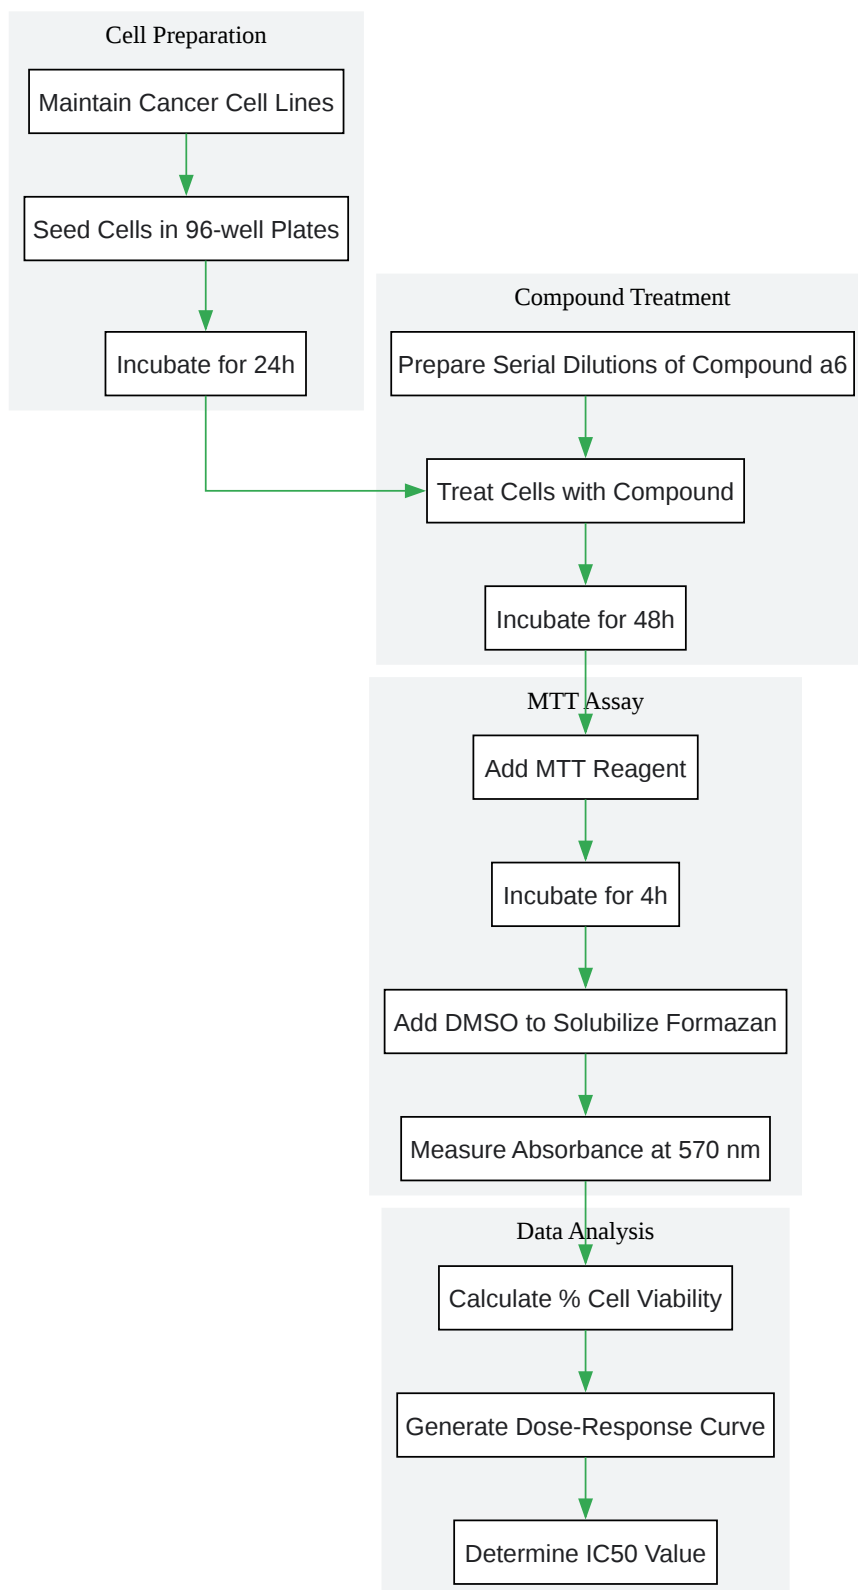 Cell Preparation
Maintain Cancer Cell Lines
Seed Cells in 96-well Plates
Incubate for 24h
Compound Treatment
Prepare Serial Dilutions of Compound a6
Treat Cells with Compound
Incubate for 48h
MTT Assay
Add MTT Reagent
Incubate for 4h
Add DMSO to Solubilize Formazan
Measure Absorbance at 570 nm
Data Analysis
Calculate % Cell Viability
Generate Dose-Response Curve
Determine IC50 Value